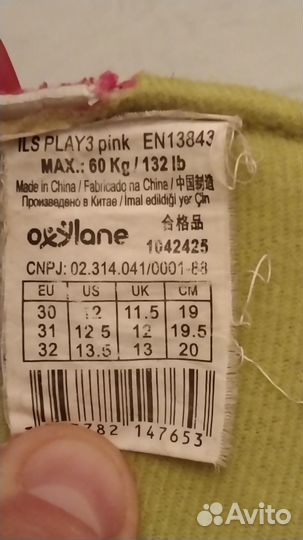 ILS PLAY3 pink EN13843
MAX.: 60 Kg / 132 lb
Made in China / Fabricado na China / 中国制造
Произведено в Китае / Imal edildiği yer Çin
oxylane 合格品
1042425
CNPJ: 02.314.041/0001-88
EU US UK CM
30 12 11.5 19
31 12.5 12 19.5
32 13.5 13 20
782 147653
Avito